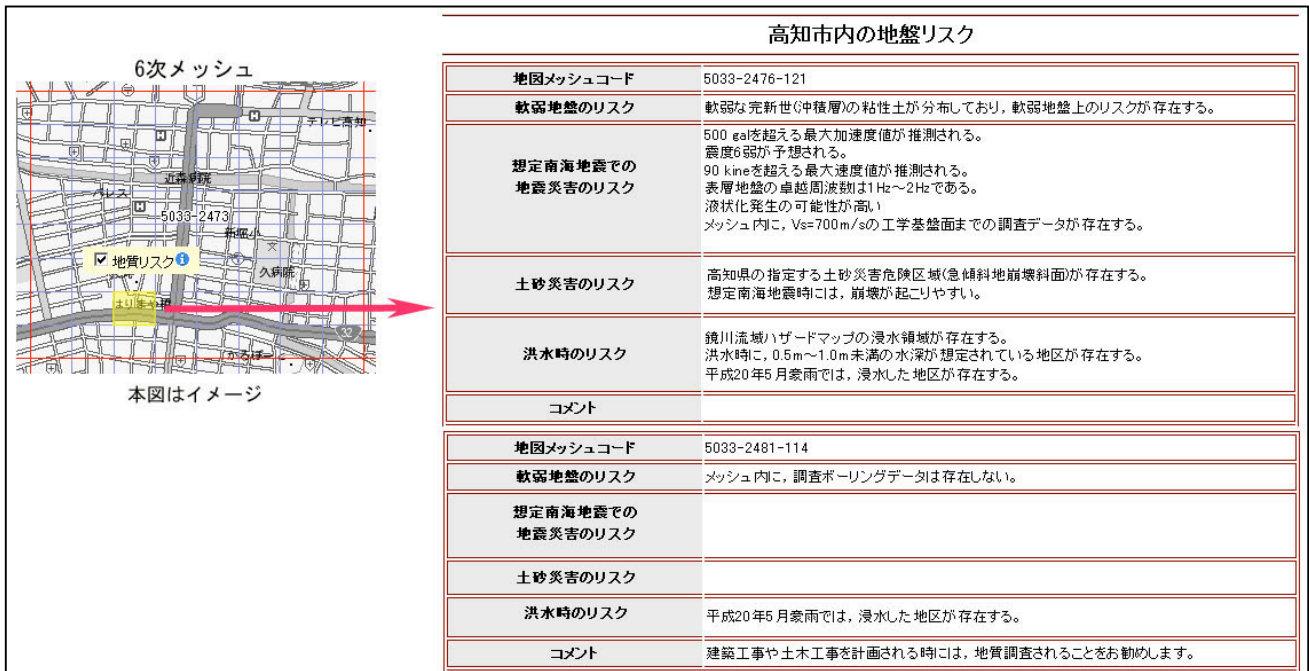 高知市内の地盤リスク
6次メッシュ
テレビ高知
近森病院
パレス
5033-2473
新堀小
地質リスク
久病院
はりまや橋
32
かるぽーと
本図はイメージ
地図メッシュコード
5033-2476-121
軟弱地盤のリスク
軟弱な完新世(沖積層)の粘性土が分布しており，軟弱地盤上のリスクが存在する。
想定南海地震での
地震災害のリスク
500 galを超える最大加速度値が推測される。
震度6弱が予想される。
90 kineを超える最大速度値が推測される。
表層地盤の卓越周波数は1Hz～2Hzである。
液状化発生の可能性が高い
メッシュ内に，Vs=700m/sの工学基盤面までの調査データが存在する。
土砂災害のリスク
高知県の指定する土砂災害危険区域(急傾斜地崩壊斜面)が存在する。
想定南海地震時には，崩壊が起こりやすい。
洪水時のリスク
鏡川流域ハザードマップの浸水領域が存在する。
洪水時に，0.5m～1.0m未満の水深が想定されている地区が存在する。
平成20年5月豪雨では，浸水した地区が存在する。
コメント
地図メッシュコード
5033-2481-114
軟弱地盤のリスク
メッシュ内に，調査ボーリングデータは存在しない。
想定南海地震での
地震災害のリスク
土砂災害のリスク
洪水時のリスク
平成20年5月豪雨では，浸水した地区が存在する。
コメント
建築工事や土木工事を計画される時には，地質調査されることをお勧めします。